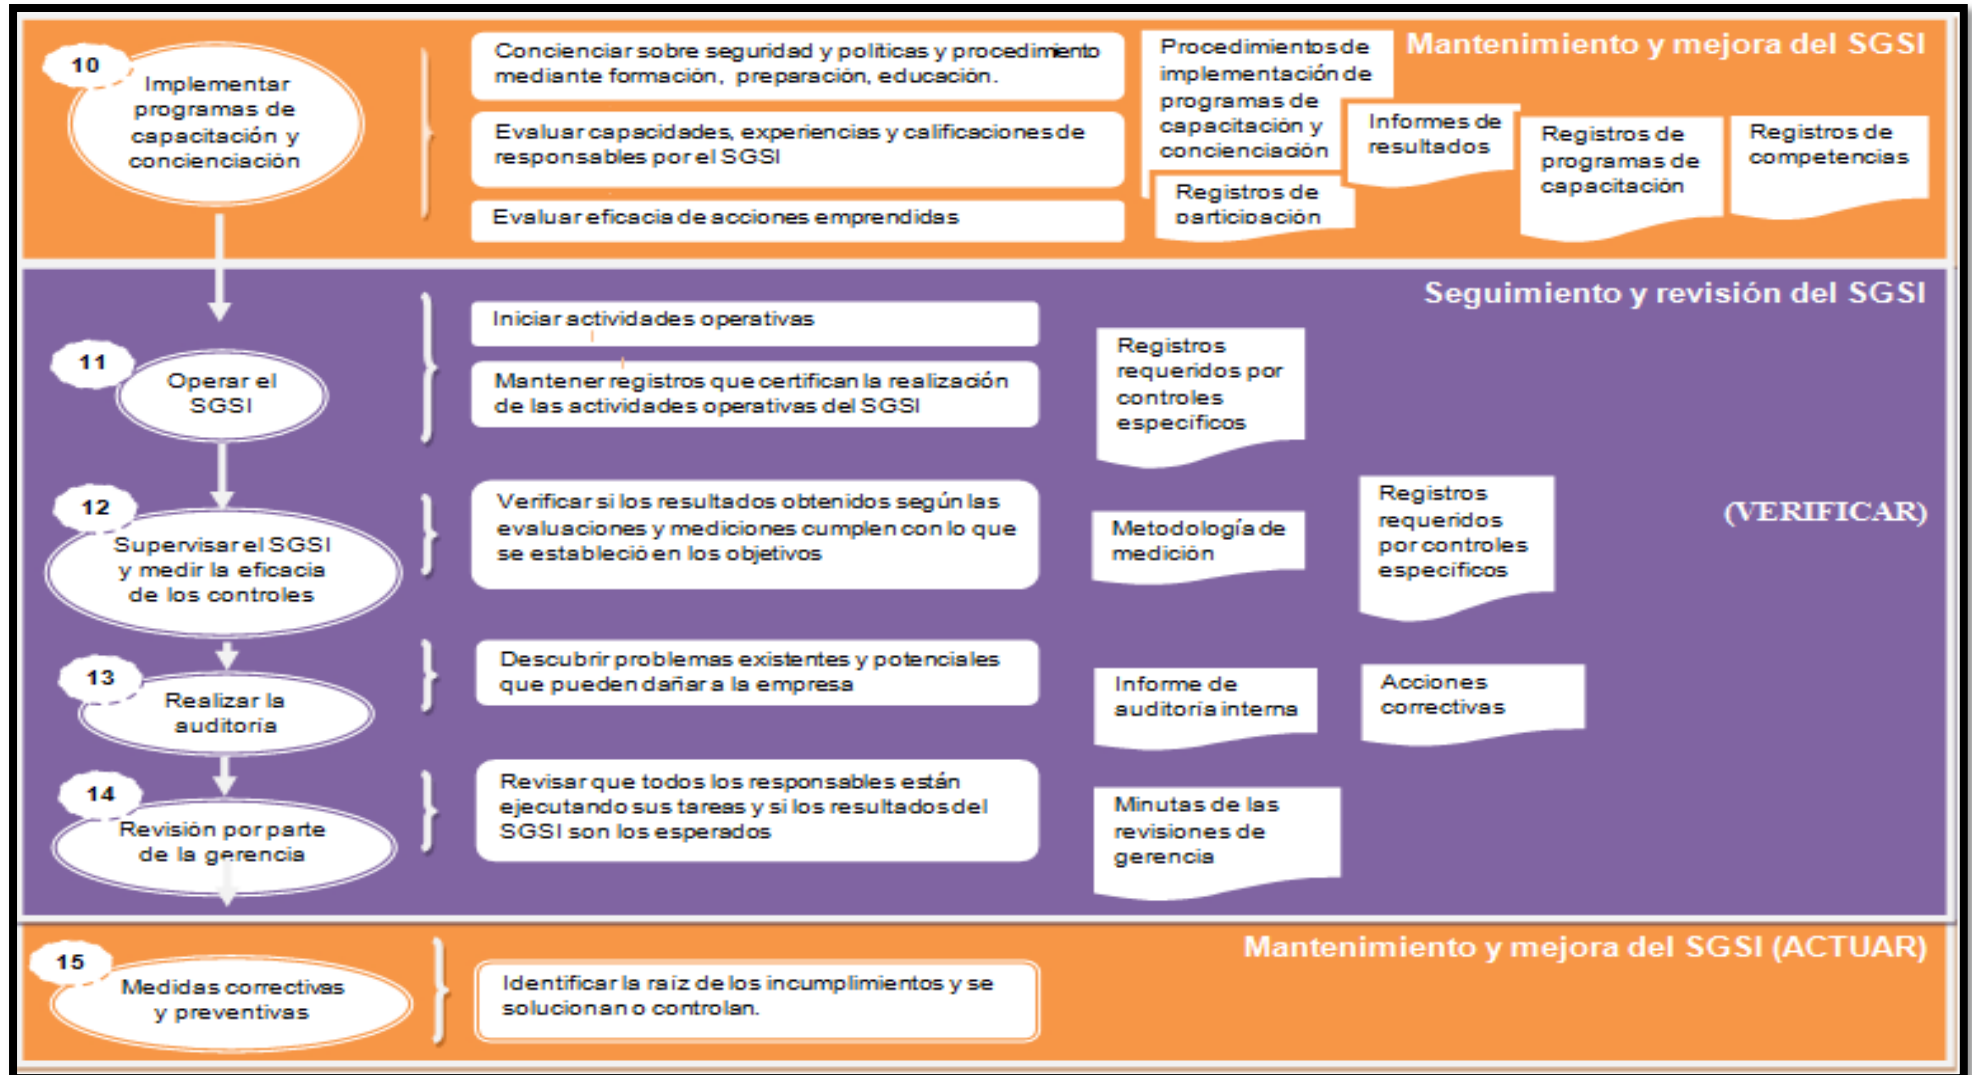 Mantenimiento y mejora del SGSI
10
Implementar
programas de
capacitación y
concienciación
Concienciar sobre seguridad y políticas y procedimiento
mediante formación, preparación, educación.
Evaluar capacidades, experiencias y calificaciones de
responsables por el SGSI
Evaluar eficacia de acciones emprendidas
Procedimientos de
implementación de
programas de
capacitación y
concienciación
Registros de
participación
Informes de
resultados
Registros de
programas de
capacitación
Registros de
competencias
Seguimiento y revisión del SGSI
(VERIFICAR)
11
Operar el
SGSI
Iniciar actividades operativas
Mantener registros que certifican la realización
de las actividades operativas del SGSI
Registros
requeridos por
controles
específicos
12
Supervisar el SGSI
y medir la eficacia
de los controles
Verificar si los resultados obtenidos según las
evaluaciones y mediciones cumplen con lo que
se estableció en los objetivos
Metodología de
medición
Registros
requeridos
por controles
específicos
13
Realizar la
auditoría
Descubrir problemas existentes y potenciales
que pueden dañar a la empresa
Informe de
auditoría interna
Acciones
correctivas
14
Revisión por parte
de la gerencia
Revisar que todos los responsables están
ejecutando sus tareas y si los resultados del
SGSI son los esperados
Minutas de las
revisiones de
gerencia
Mantenimiento y mejora del SGSI (ACTUAR)
15
Medidas correctivas
y preventivas
Identificar la raíz de los incumplimientos y se
solucionan o controlan.